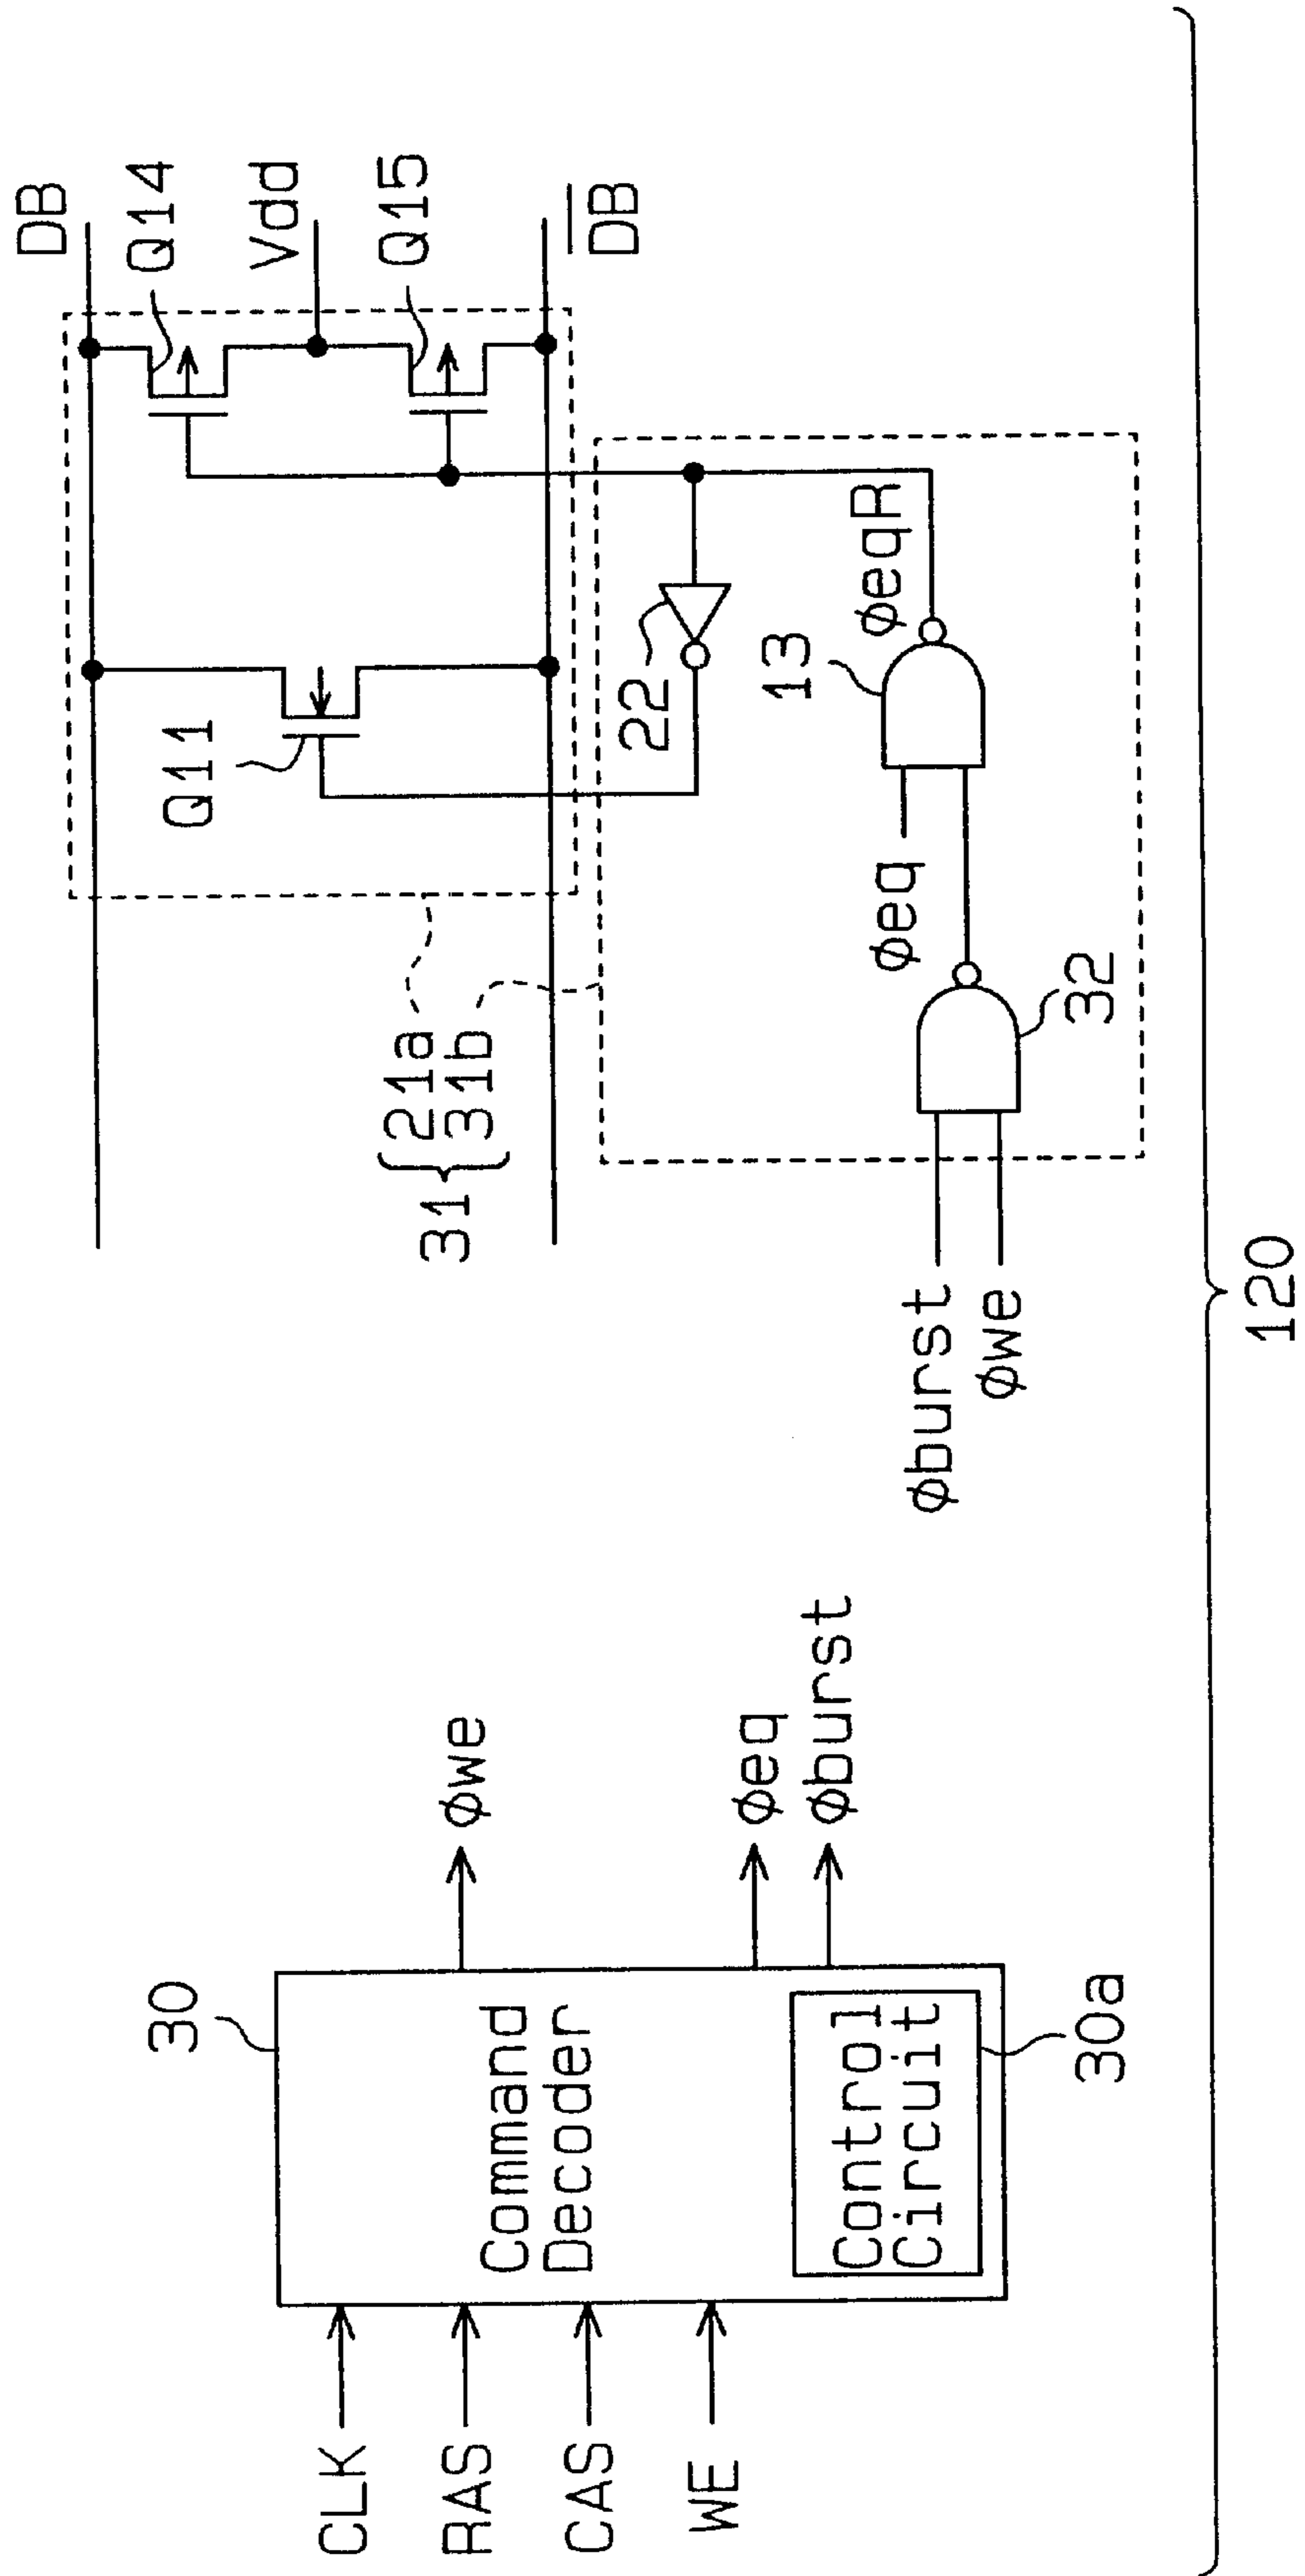 CLK
RAS
CAS
WE
30
Command
Decoder
Control
Circuit
30a
φwe
φeq
φburst
DB
Q14
Vdd
Q15
DB
Q11
31
21a
31b
22
13
φeqR
φeq
32
φburst
φwe
120